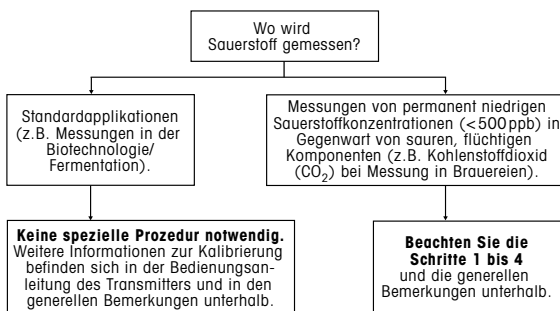 Wo wird
Sauerstoff gemessen?
Standardapplikationen
(z.B. Messungen in der
Biotechnologie/
Fermentation).
Messungen von permanent niedrigen
Sauerstoffkonzentrationen (<500 ppb) in
Gegenwart von sauren, flüchtigen
Komponenten (z.B. Kohlenstoffdioxid
(CO₂) bei Messung in Brauereien).
Keine spezielle Prozedur notwendig.
Weitere Informationen zur Kalibrierung
befinden sich in der Bedienungsan-
leitung des Transmitters und in den
generellen Bemerkungen unterhalb.
Beachten Sie die
Schritte 1 bis 4
und die generellen
Bemerkungen unterhalb.